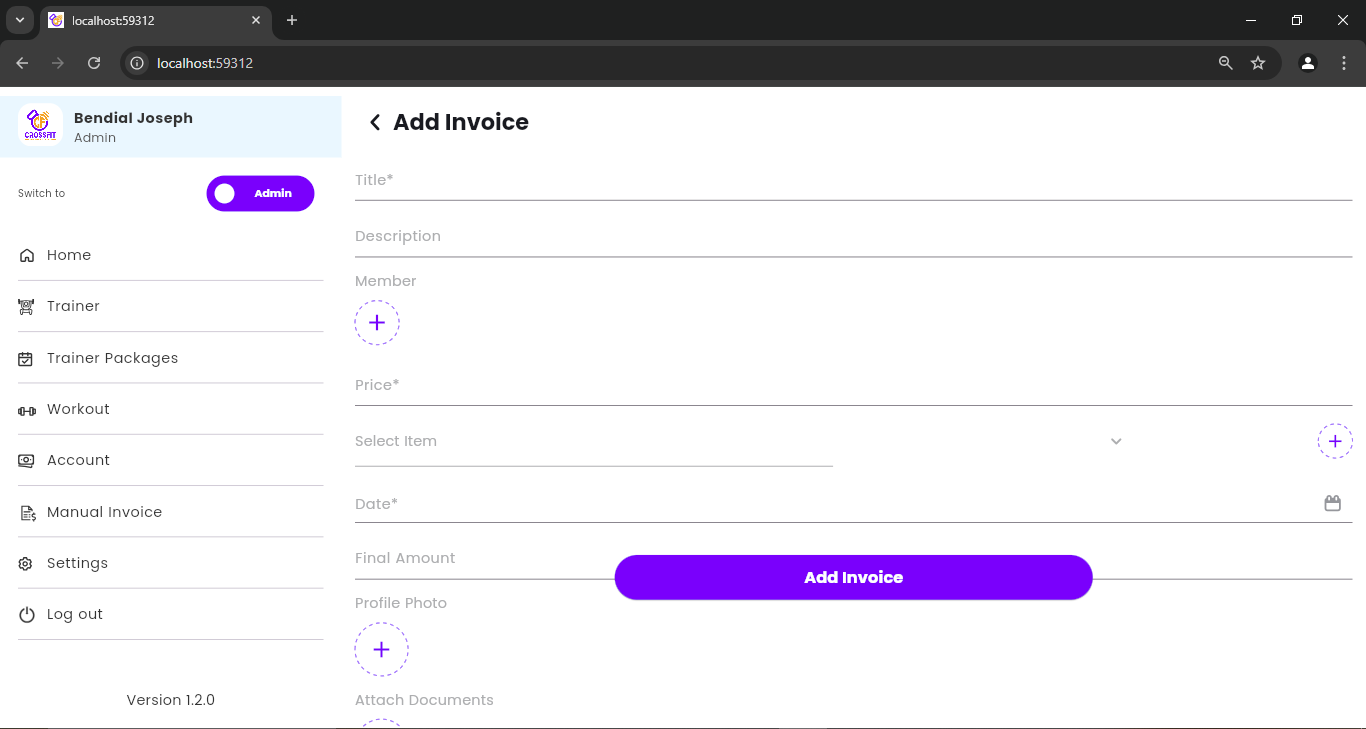 localhost:59312
localhost:59312
CROSSFIT
Bendial Joseph
Admin
Switch to
Admin
Home
Trainer
Trainer Packages
Workout
Account
Manual Invoice
Settings
Log out
Version 1.2.0
Add Invoice
Title*
Description
Member
Price*
Select Item
Date*
Final Amount
Add Invoice
Profile Photo
Attach Documents